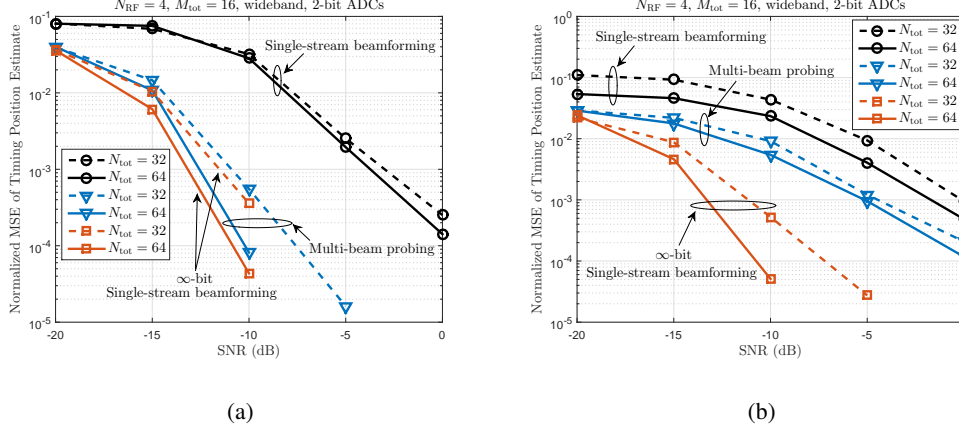 N_RF = 4, M_tot = 16, wideband, 2-bit ADCs
Normalized MSE of Timing Position Estimate
10^-1
10^-2
10^-3
10^-4
10^-5
-20
-15
-10
-5
0
SNR (dB)
Single-stream beamforming
N_tot = 32
N_tot = 64
N_tot = 32
N_tot = 64
N_tot = 32
N_tot = 64
Multi-beam probing
∞-bit
Single-stream beamforming
(a)
N_RF = 4, M_tot = 16, wideband, 2-bit ADCs
Normalized MSE of Timing Position Estimate
10^0
10^-1
10^-2
10^-3
10^-4
10^-5
-20
-15
-10
-5
SNR (dB)
Single-stream beamforming
Multi-beam probing
N_tot = 32
N_tot = 64
N_tot = 32
N_tot = 64
N_tot = 32
N_tot = 64
∞-bit
Single-stream beamforming
(b)